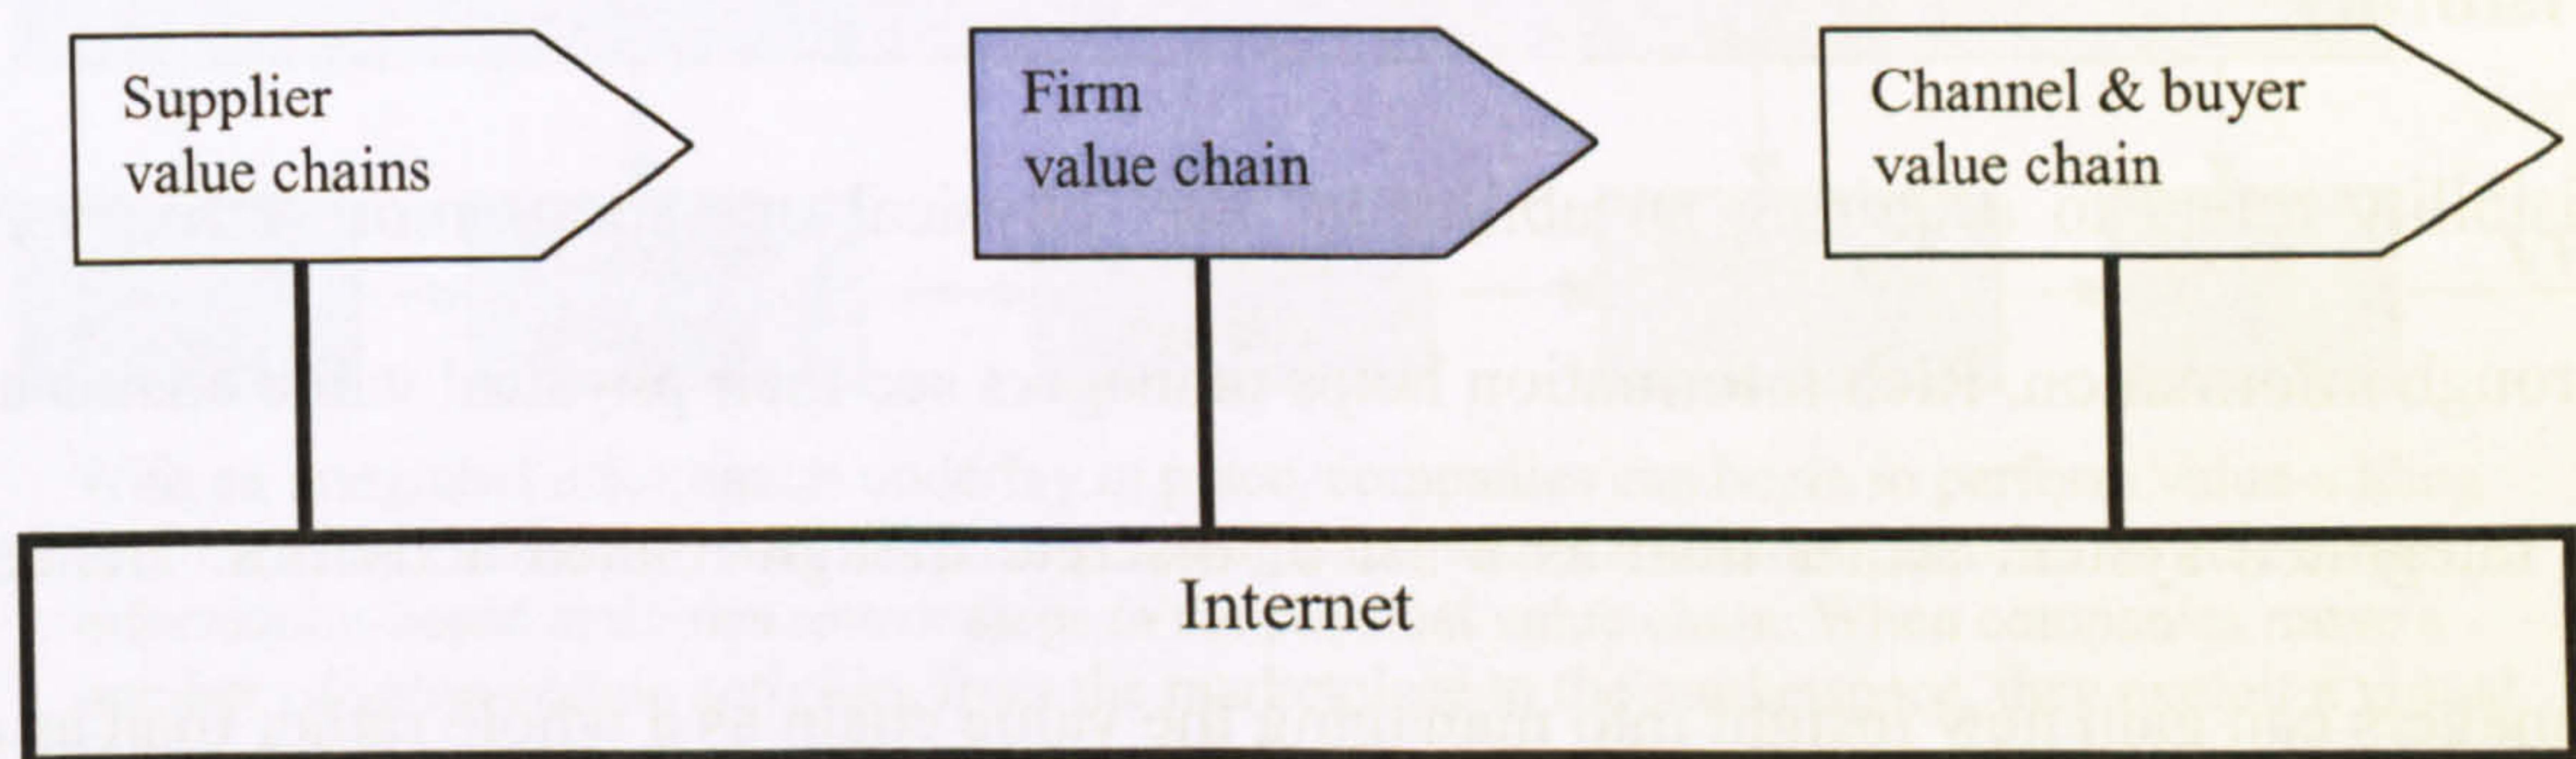 Supplier
value chains
Firm
value chain
Channel & buyer
value chain
Internet